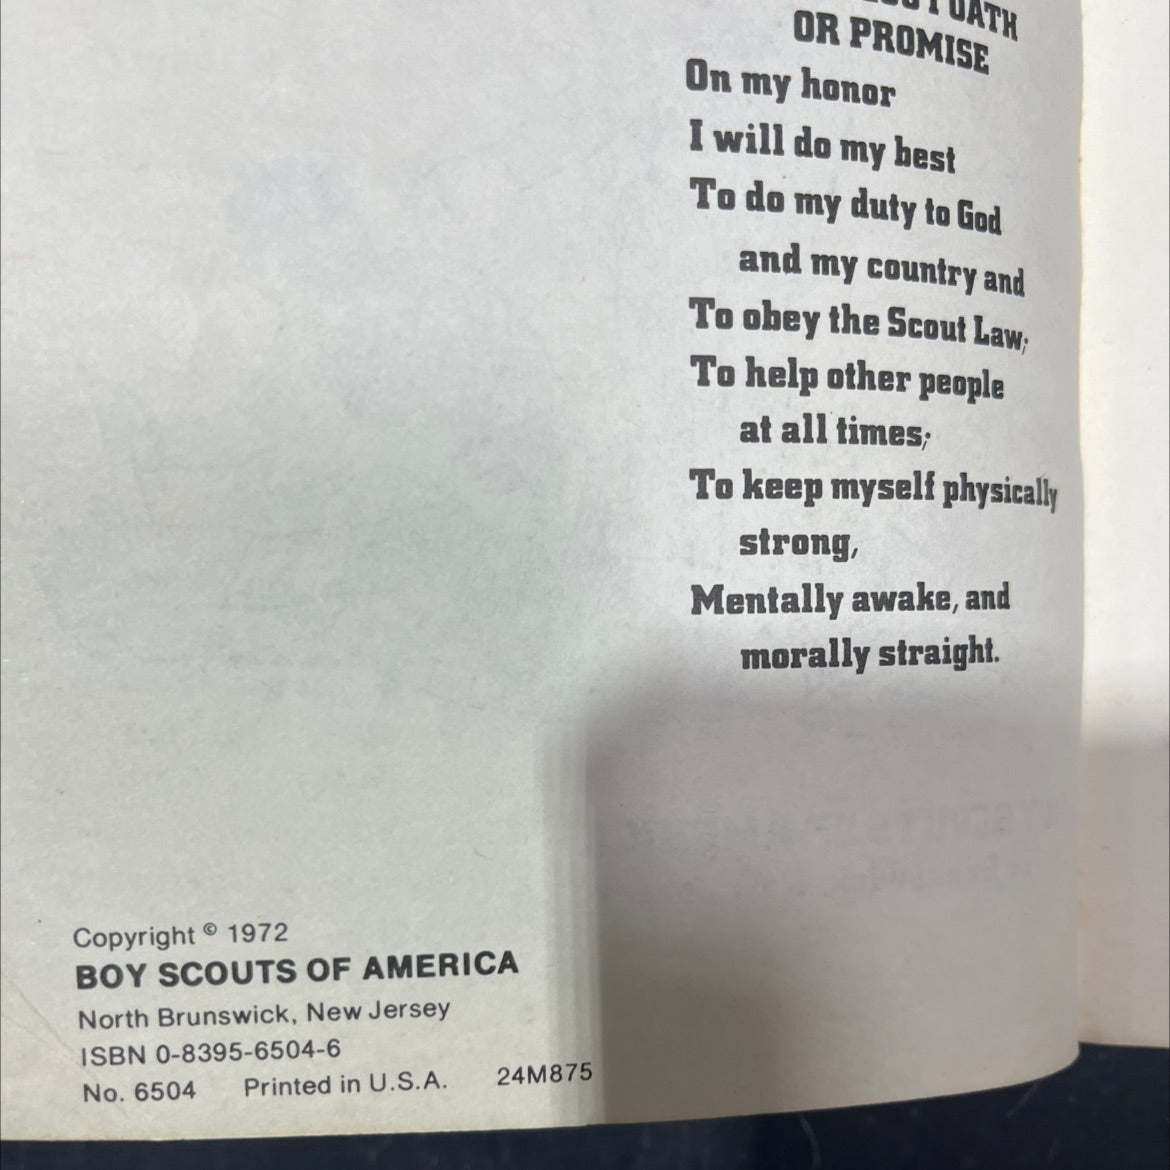 OATH
OR PROMISE
On my honor
I will do my best
To do my duty to God
and my country and
To obey the Scout Law;
To help other people
at all times;
To keep myself physically
strong,
Mentally awake, and
morally straight.
Copyright © 1972
BOY SCOUTS OF AMERICA
North Brunswick, New Jersey
ISBN 0-8395-6504-6
No. 6504 Printed in U.S.A. 24M875